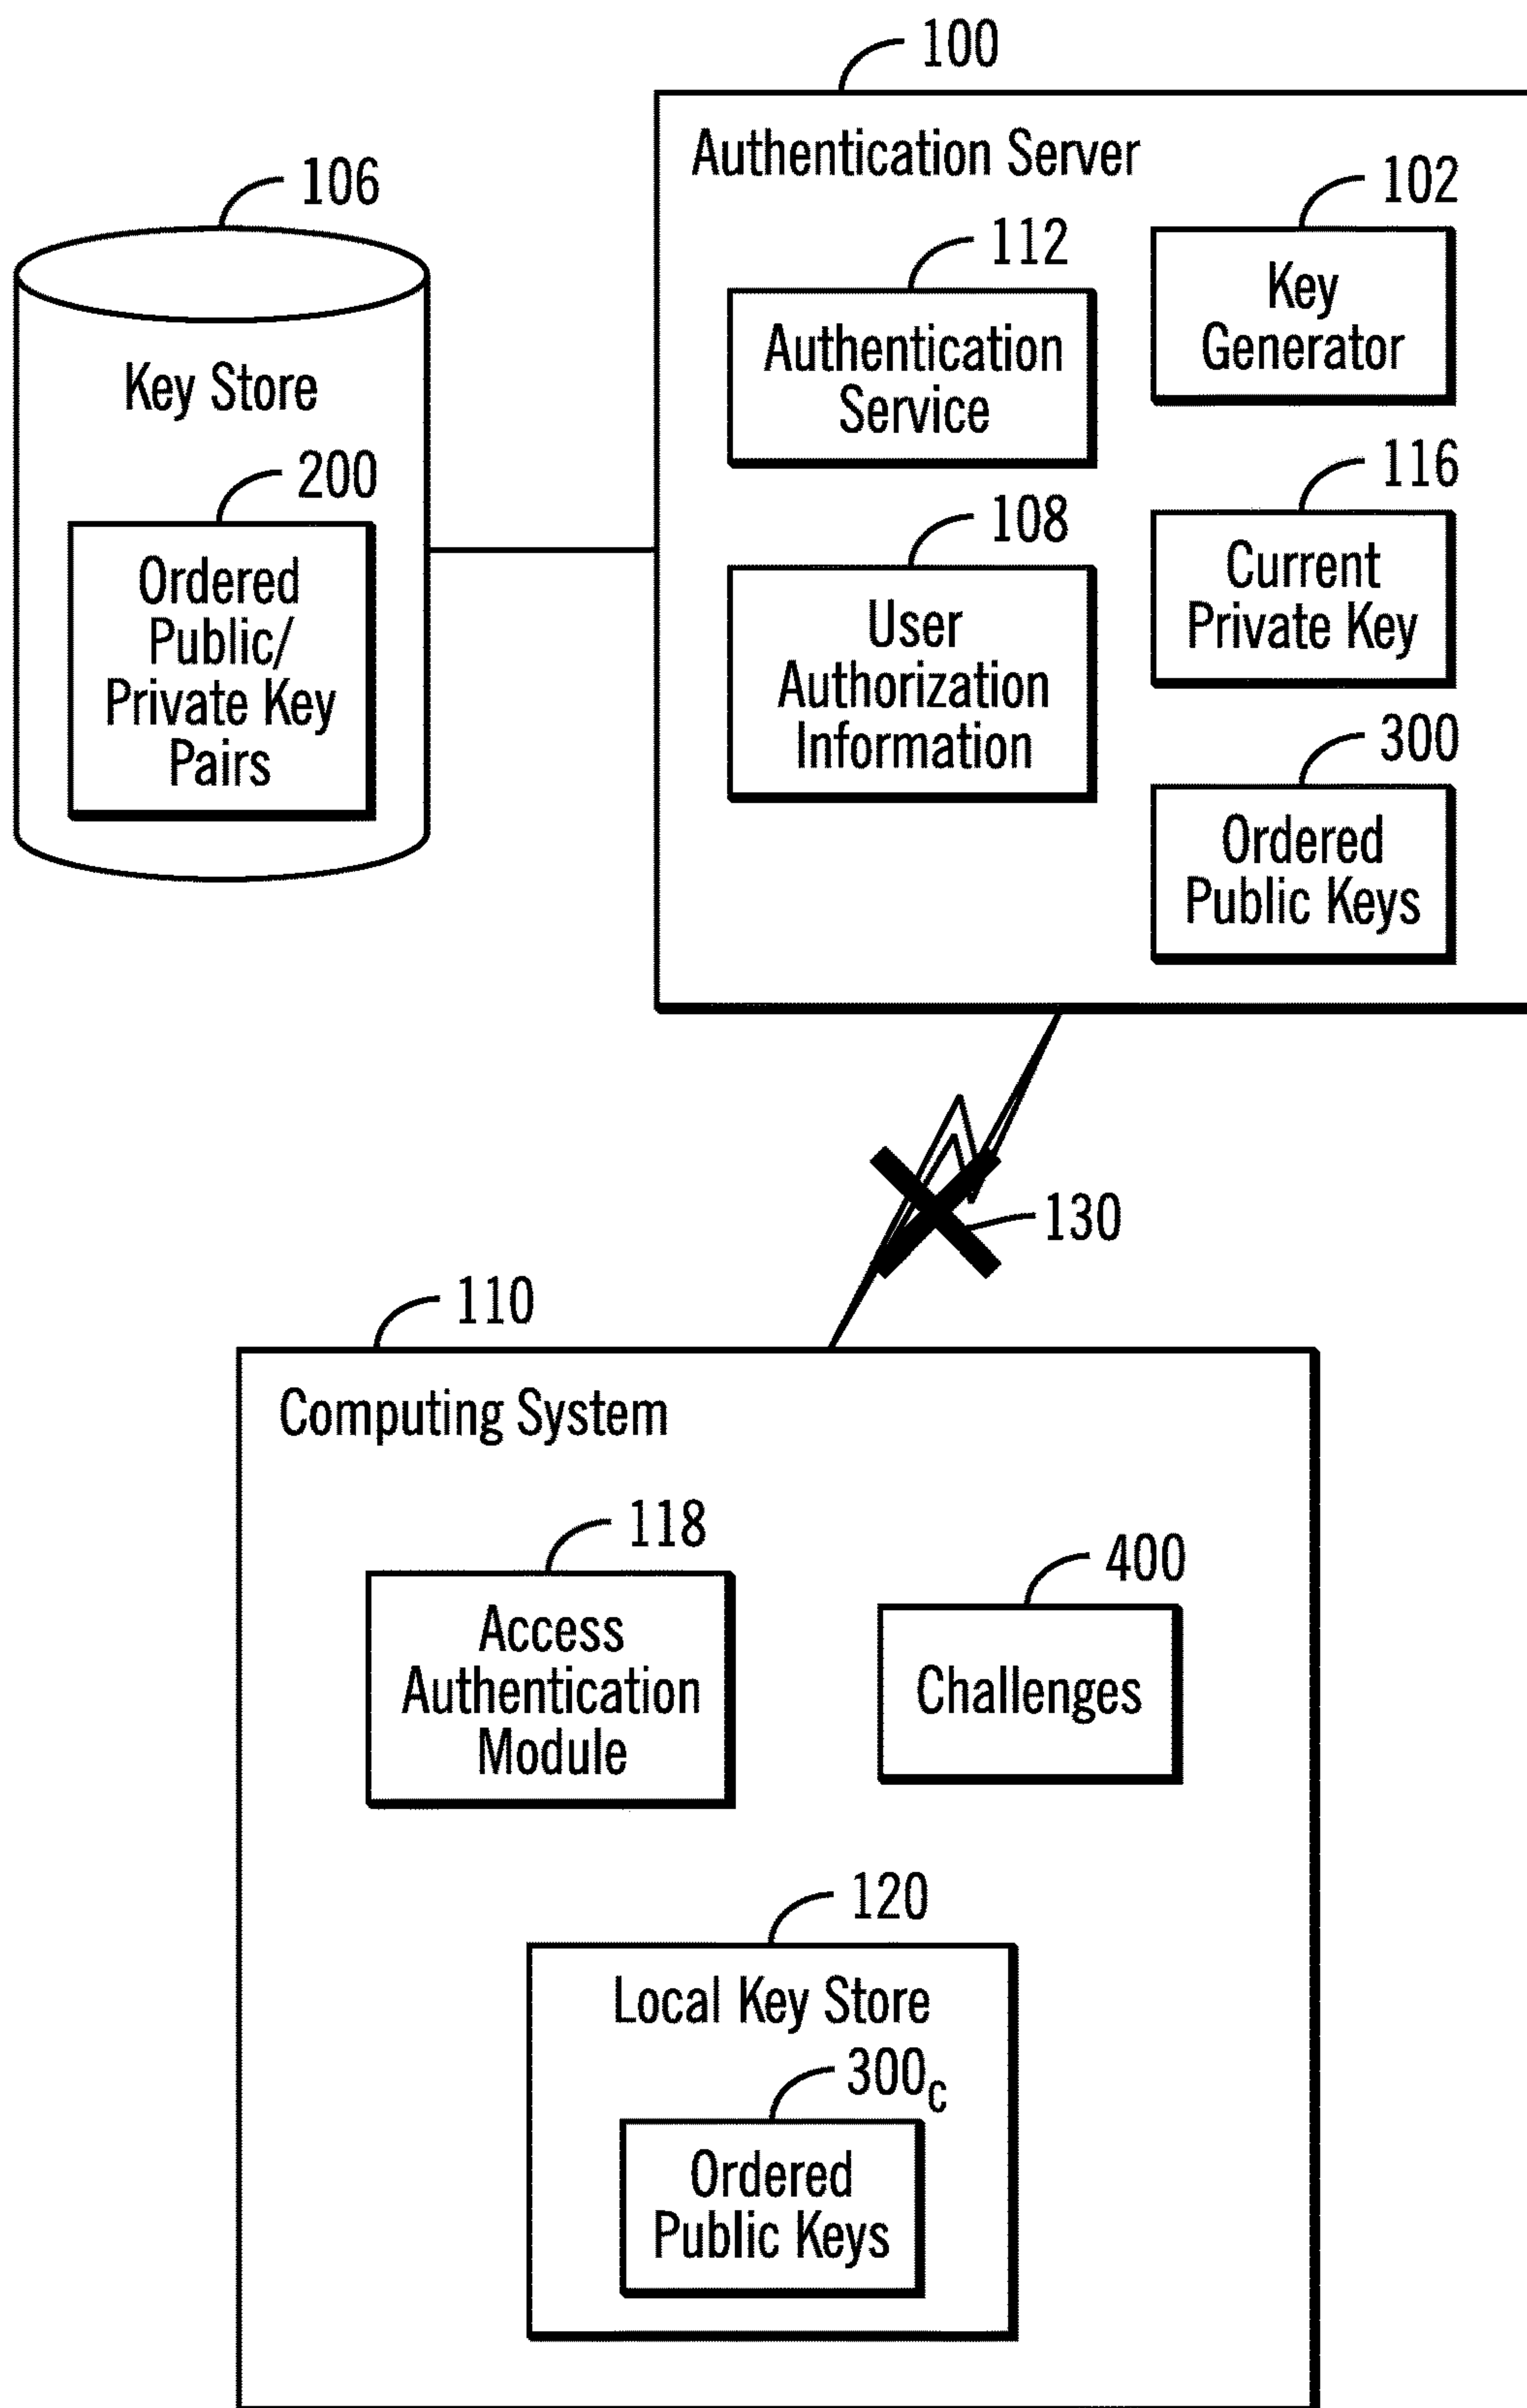 100
Authentication Server
106
102
112
Key
Generator
Authentication
Service
Key Store
200
116
108
Ordered
Public/
Private Key
Pairs
Current
Private Key
User
Authorization
Information
300
Ordered
Public Keys
130
110
Computing System
118
400
Access
Authentication
Module
Challenges
120
Local Key Store
300c
Ordered
Public Keys